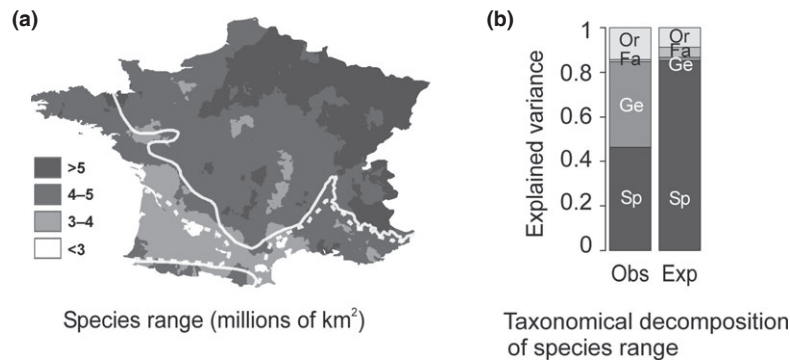 (a)
>5
4–5
3–4
<3
Species range (millions of km²)
(b)
Explained variance
1
0.8
0.6
0.4
0.2
0
Or
Fa
Ge
Sp
Or
Fa
Ge
Sp
Obs Exp
Taxonomical decomposition
of species range